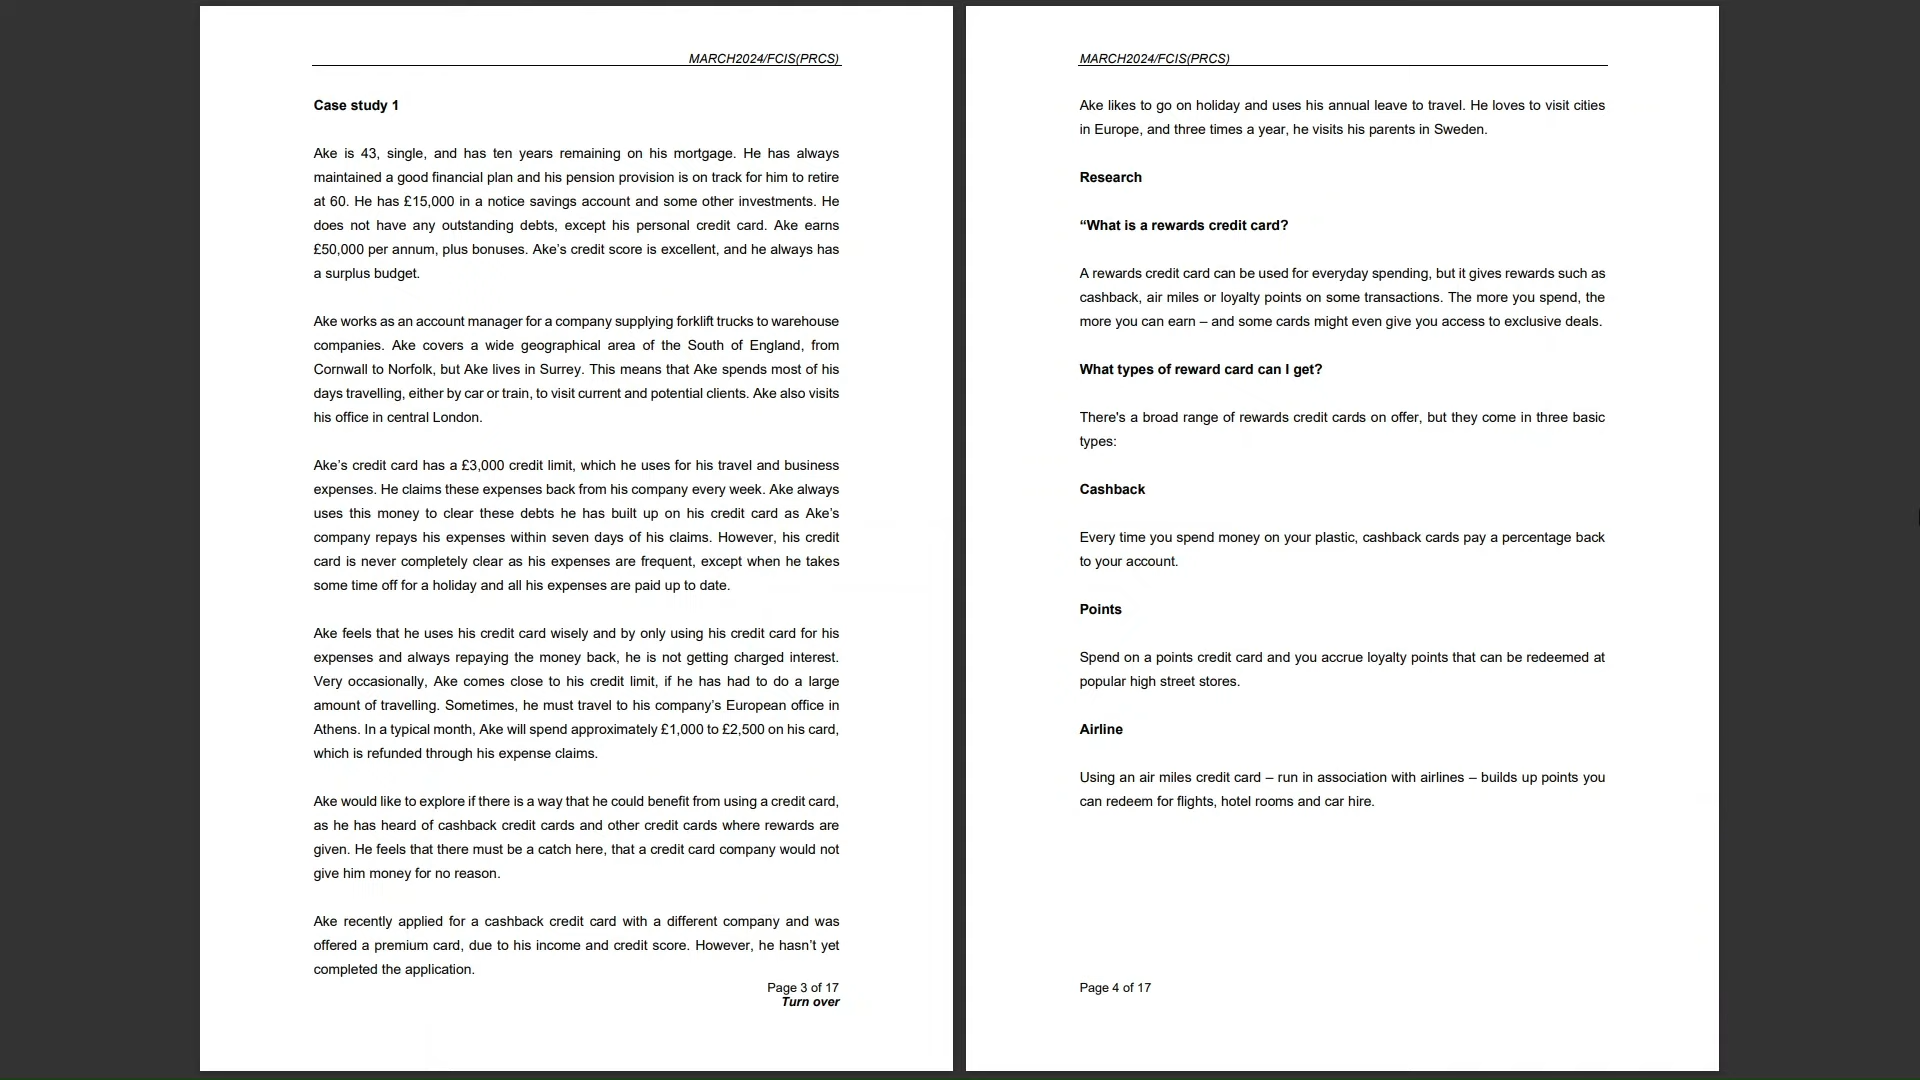 MARCH2024/FCIS(PRCS)
Case study 1
Ake is 43, single, and has ten years remaining on his mortgage. He has always
maintained a good financial plan and his pension provision is on track for him to retire
at 60. He has £15,000 in a notice savings account and some other investments. He
does not have any outstanding debts, except his personal credit card. Ake earns
£50,000 per annum, plus bonuses. Ake’s credit score is excellent, and he always has
a surplus budget.
Ake works as an account manager for a company supplying forklift trucks to warehouse
companies. Ake covers a wide geographical area of the South of England, from
Cornwall to Norfolk, but Ake lives in Surrey. This means that Ake spends most of his
days travelling, either by car or train, to visit current and potential clients. Ake also visits
his office in central London.
Ake’s credit card has a £3,000 credit limit, which he uses for his travel and business
expenses. He claims these expenses back from his company every week. Ake always
uses this money to clear these debts he has built up on his credit card as Ake’s
company repays his expenses within seven days of his claims. However, his credit
card is never completely clear as his expenses are frequent, except when he takes
some time off for a holiday and all his expenses are paid up to date.
Ake feels that he uses his credit card wisely and by only using his credit card for his
expenses and always repaying the money back, he is not getting charged interest.
Very occasionally, Ake comes close to his credit limit, if he has had to do a large
amount of travelling. Sometimes, he must travel to his company’s European office in
Athens. In a typical month, Ake will spend approximately £1,000 to £2,500 on his card,
which is refunded through his expense claims.
Ake would like to explore if there is a way that he could benefit from using a credit card,
as he has heard of cashback credit cards and other credit cards where rewards are
given. He feels that there must be a catch here, that a credit card company would not
give him money for no reason.
Ake recently applied for a cashback credit card with a different company and was
offered a premium card, due to his income and credit score. However, he hasn’t yet
completed the application.
Page 3 of 17
Turn over
MARCH2024/FCIS(PRCS)
Ake likes to go on holiday and uses his annual leave to travel. He loves to visit cities
in Europe, and three times a year, he visits his parents in Sweden.
Research
“What is a rewards credit card?
A rewards credit card can be used for everyday spending, but it gives rewards such as
cashback, air miles or loyalty points on some transactions. The more you spend, the
more you can earn – and some cards might even give you access to exclusive deals.
What types of reward card can I get?
There's a broad range of rewards credit cards on offer, but they come in three basic
types:
Cashback
Every time you spend money on your plastic, cashback cards pay a percentage back
to your account.
Points
Spend on a points credit card and you accrue loyalty points that can be redeemed at
popular high street stores.
Airline
Using an air miles credit card – run in association with airlines – builds up points you
can redeem for flights, hotel rooms and car hire.
Page 4 of 17